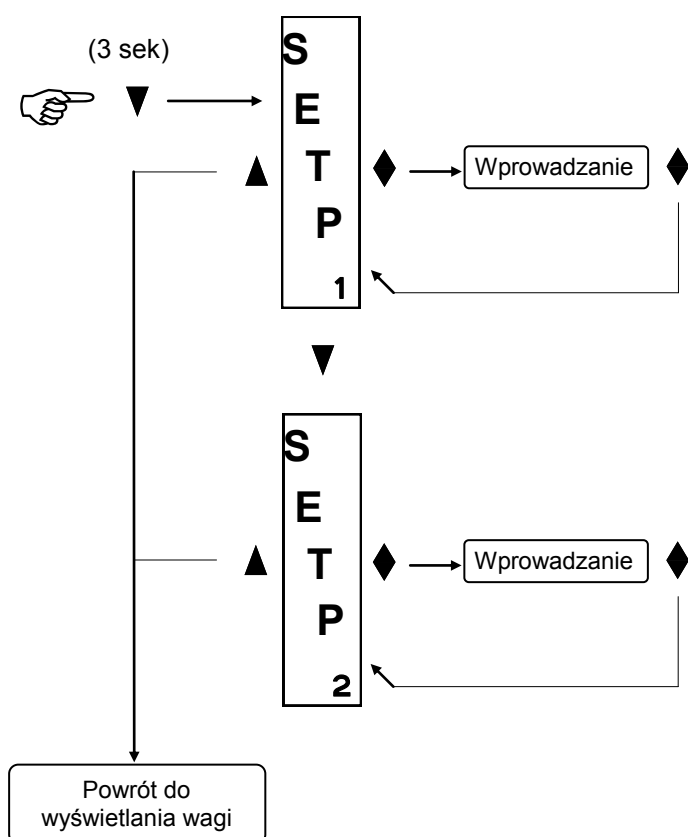 (3 sek)
S
E
T
P
1
Wprowadzanie
S
E
T
P
2
Wprowadzanie
Powrót do
wyświetlania wagi